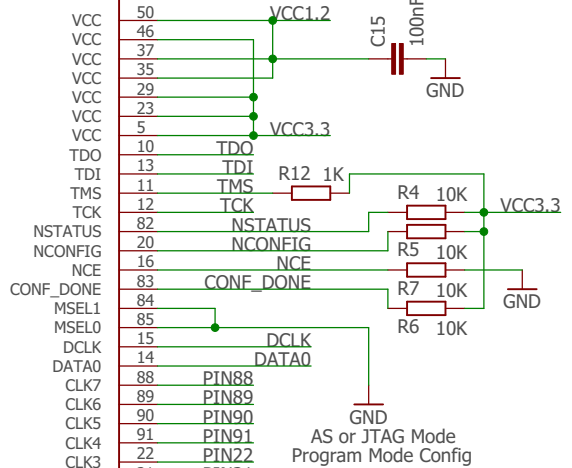 VCC 50 VCC1.2
VCC 46
VCC 37 C15 100nF
VCC 35 GND
VCC 29
VCC 23
VCC 5 VCC3.3
TDO 10 TDO
TDI 13 TDI R12 1K
TMS 11 TMS R4 10K
TCK 12 TCK VCC3.3
NSTATUS 82 NSTATUS
NCONFIG 20 NCONFIG R5 10K
NCE 16 NCE
CONF_DONE 83 CONF_DONE R7 10K GND
MSEL1 84
MSEL0 85 R6 10K
DCLK 15 DCLK
DATA0 14 DATA0
CLK7 88 PIN88
CLK6 89 PIN89
CLK5 90 PIN90 GND
CLK4 91 PIN91 AS or JTAG Mode
CLK3 22 PIN22 Program Mode Config